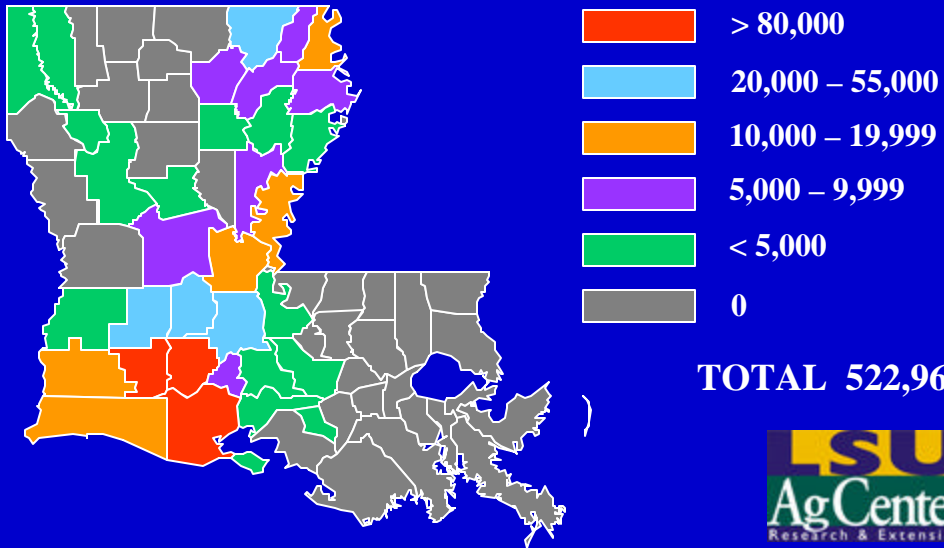 > 80,000
20,000 – 55,000
10,000 – 19,999
5,000 – 9,999
< 5,000
0
TOTAL 522,96
LSU
AgCente
Research & Extensi